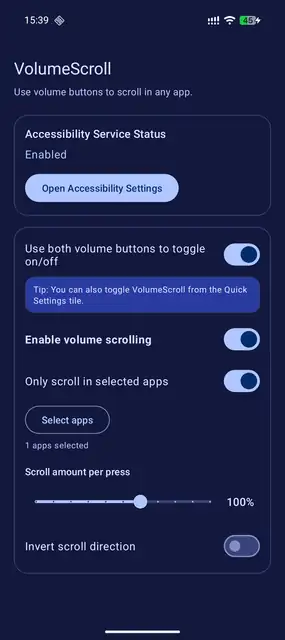 15:39
45
VolumeScroll
Use volume buttons to scroll in any app.
Accessibility Service Status
Enabled
Open Accessibility Settings
Use both volume buttons to toggle
on/off
Tip: You can also toggle VolumeScroll from the Quick
Settings tile.
Enable volume scrolling
Only scroll in selected apps
Select apps
1 apps selected
Scroll amount per press
100%
Invert scroll direction